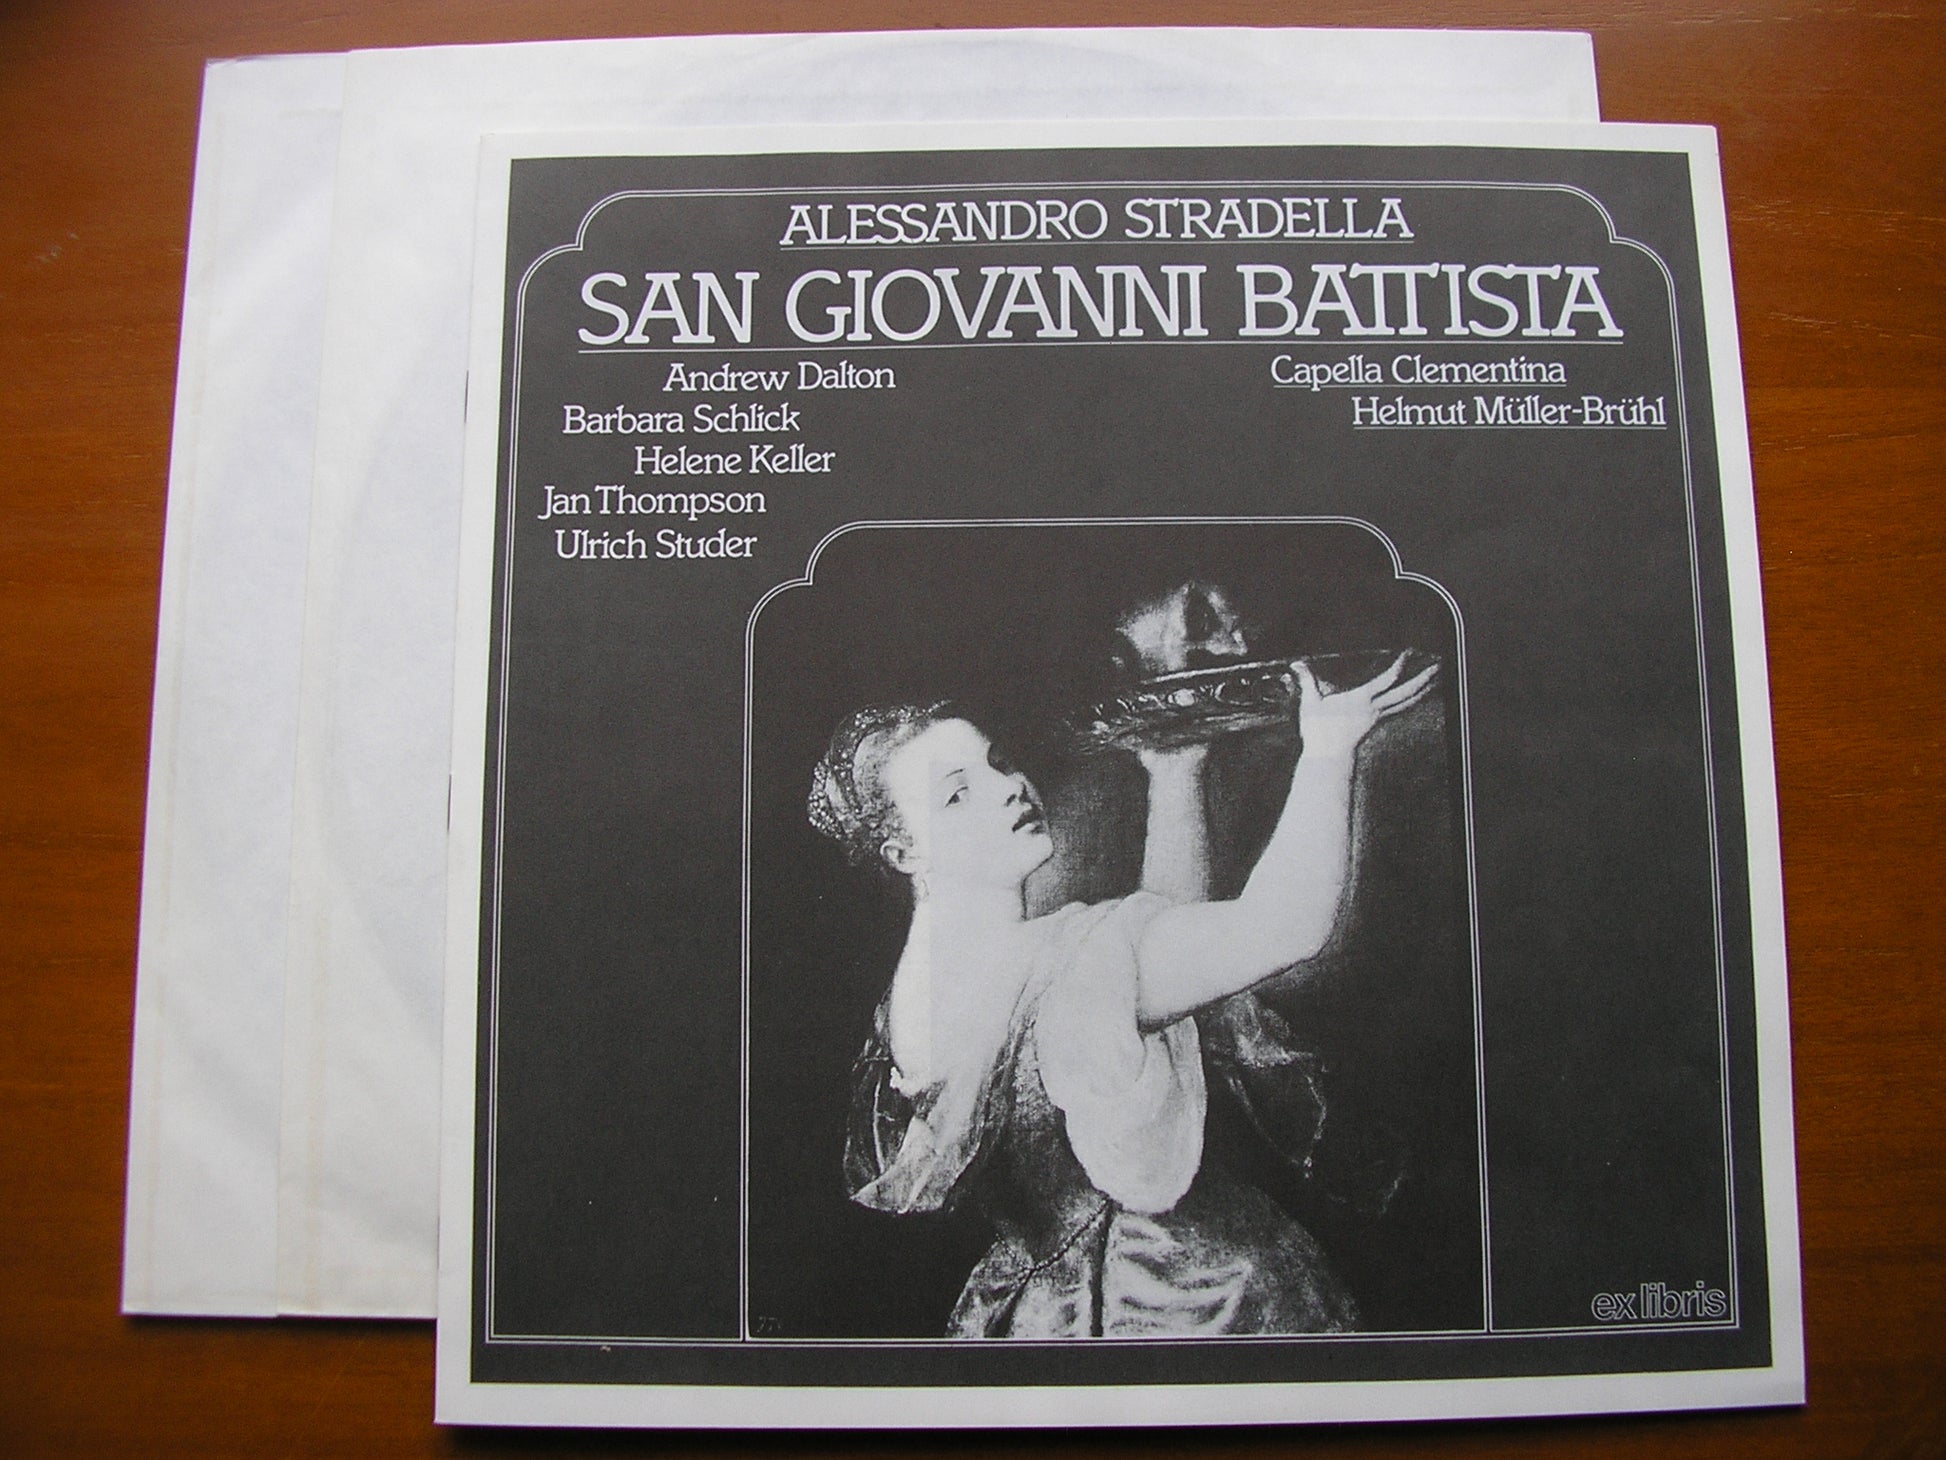 ALESSANDRO STRADELLA
SAN GIOVANNI BATTISTA
Andrew Dalton
Barbara Schlick
Helene Keller
Jan Thompson
Ulrich Studer
Capella Clementina
Helmut Müller-Brühl
ex libris